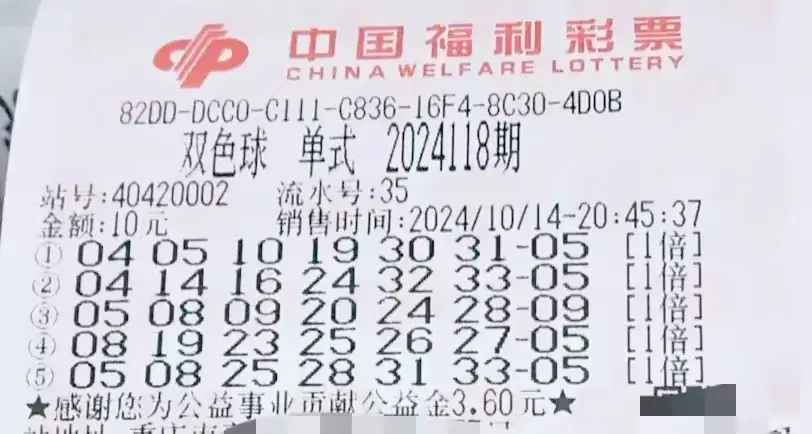 中国福利彩票
CHINA WELFARE LOTTERY
82DD-DCC0-C111-C836-16F4-8C30-4D0B
双色球 单式 2024118期
站号:40420002 流水号:35
金额:10元 销售时间:2024/10/14-20:45:37
① 04 05 10 19 30 31-05 [1倍]
② 04 14 16 24 32 33-05 [1倍]
③ 05 08 09 20 24 28-09 [1倍]
④ 08 19 23 25 26 27-05 [1倍]
⑤ 05 08 25 28 31 33-05 [1倍]
★感谢您为公益事业贡献公益金3.60元★
站地址:重庆市